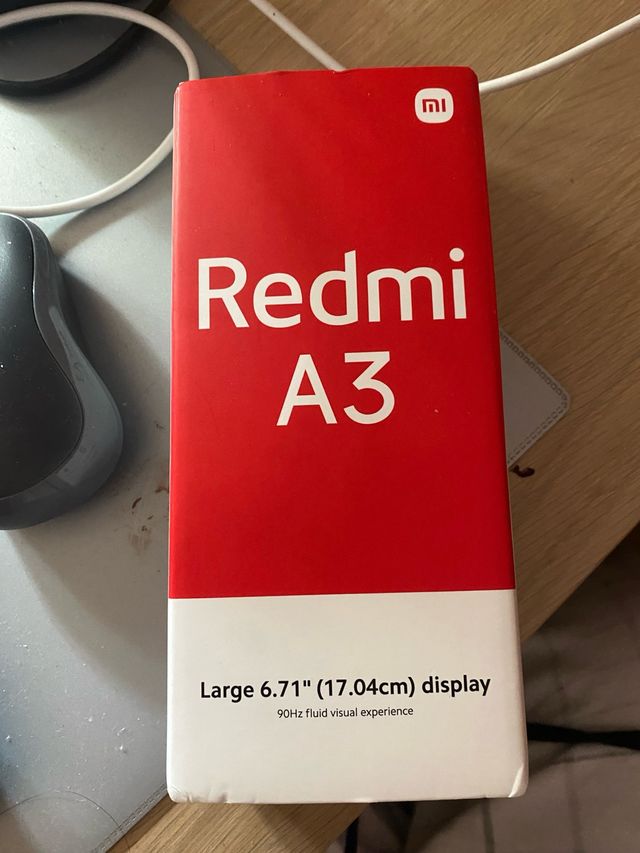 mi
Redmi
A3
Large 6.71" (17.04cm) display
90Hz fluid visual experience